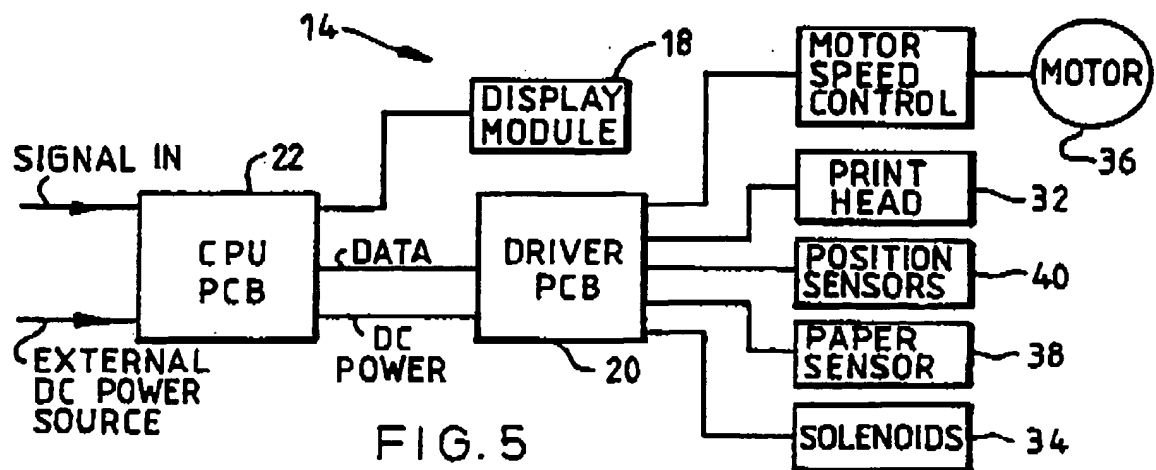 14
18
DISPLAY
MODULE
MOTOR
SPEED
CONTROL
MOTOR
36
SIGNAL IN
22
CPU
PCB
DATA
DC
POWER
DRIVER
PCB
20
PRINT
HEAD
32
POSITION
SENSORS
40
PAPER
SENSOR
38
SOLENOIDS
34
EXTERNAL
DC POWER
SOURCE
FIG. 5